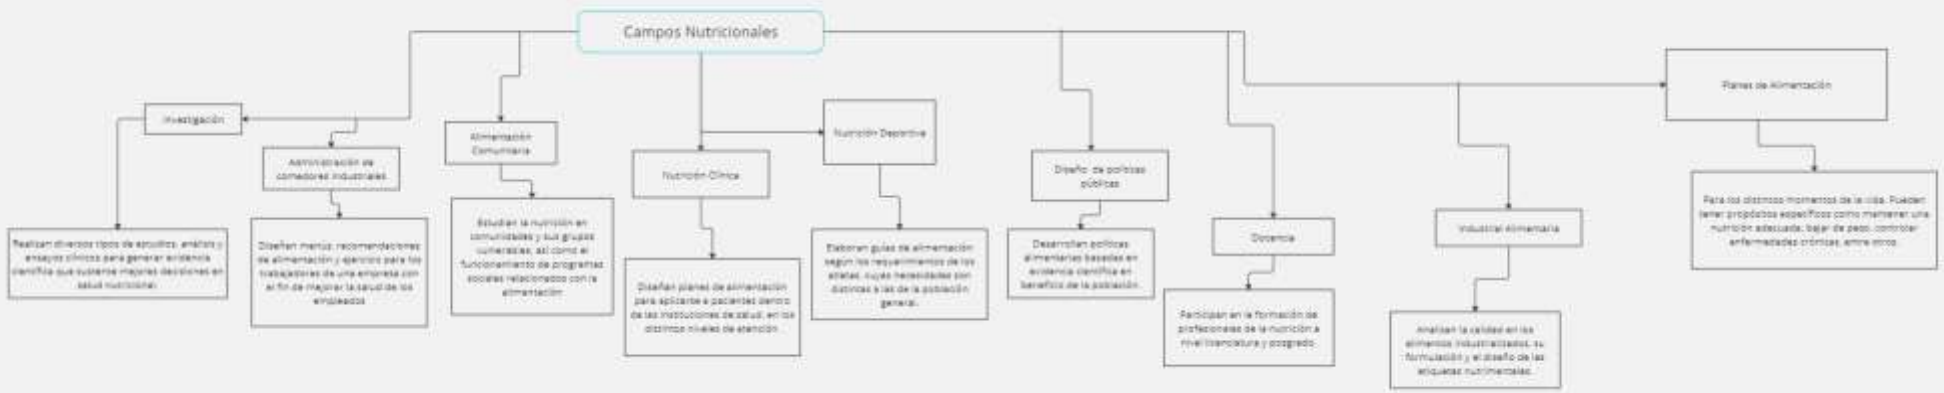 Campos Nutricionales
Investigación
Realizan diversos tipos de estudios, análisis y
ensayos clínicos para generar evidencia
científica que sustente mejores decisiones en
salud nutricional.
Administración de
comedores industriales
Diseñan menús, recomendaciones
de alimentación y ejercicio para los
trabajadores de una empresa con
el fin de mejorar la salud de los
empleados
Alimentación
Comunitaria
Estudian la nutrición en
comunidades y sus grupos
vulnerables, así como el
funcionamiento de programas
sociales relacionados con la
alimentación
Nutrición Clínica
Diseñan planes de alimentación
para aplicarse a pacientes dentro
de las instituciones de salud, en los
distintos niveles de atención
Nutrición Deportiva
Elaboran guías de alimentación
según los requerimientos de los
atletas, cuyas necesidades son
distintas a las de la población
general.
Diseño de políticas
públicas
Desarrollan políticas
alimentarias basadas en
evidencia científica en
beneficio de la población.
Docencia
Participan en la formación de
profesionales de la nutrición a
nivel licenciatura y posgrado
Industrial Alimentaria
Analizan la calidad en los
alimentos industrializados, su
formulación y el diseño de las
etiquetas nutrimentales.
Planes de Alimentación
Para los distintos momentos de la vida. Pueden
tener propósitos específicos como mantener una
nutrición adecuada, bajar de peso, controlar
enfermedades crónicas, entre otros.